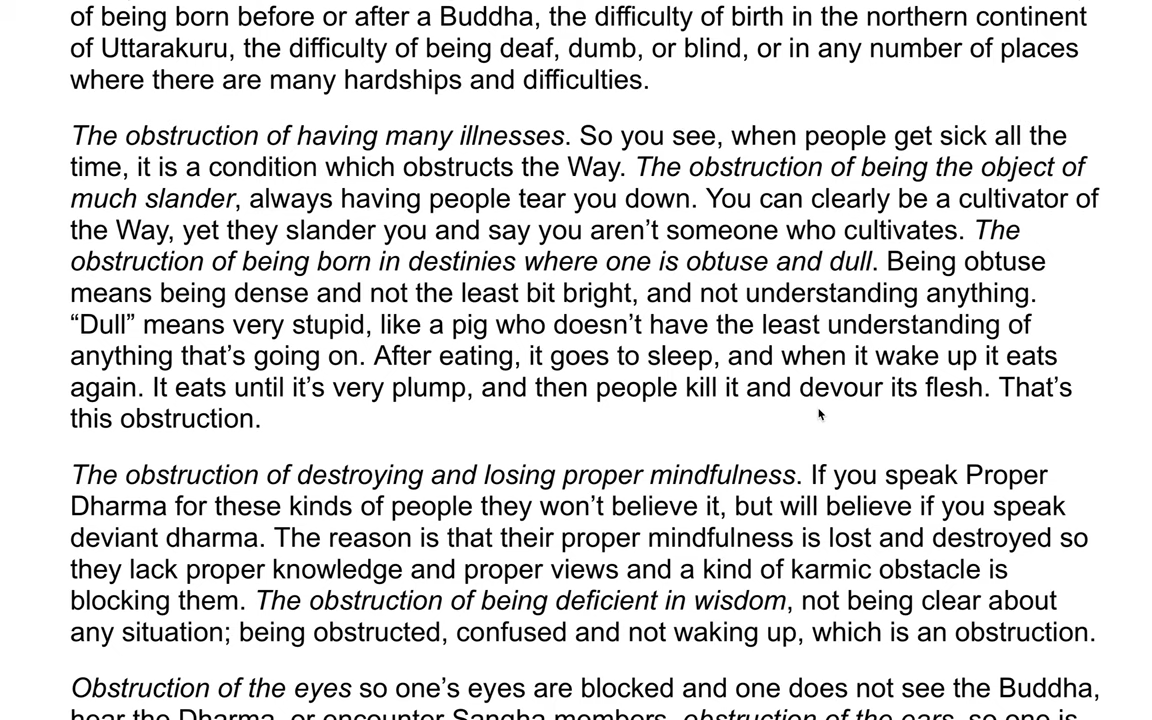 of being born before or after a Buddha, the difficulty of birth in the northern continent
of Uttarakuru, the difficulty of being deaf, dumb, or blind, or in any number of places
where there are many hardships and difficulties.
The obstruction of having many illnesses. So you see, when people get sick all the
time, it is a condition which obstructs the Way. The obstruction of being the object of
much slander, always having people tear you down. You can clearly be a cultivator of
the Way, yet they slander you and say you aren’t someone who cultivates. The
obstruction of being born in destinies where one is obtuse and dull. Being obtuse
means being dense and not the least bit bright, and not understanding anything.
“Dull” means very stupid, like a pig who doesn’t have the least understanding of
anything that’s going on. After eating, it goes to sleep, and when it wake up it eats
again. It eats until it’s very plump, and then people kill it and devour its flesh. That’s
this obstruction.
The obstruction of destroying and losing proper mindfulness. If you speak Proper
Dharma for these kinds of people they won’t believe it, but will believe if you speak
deviant dharma. The reason is that their proper mindfulness is lost and destroyed so
they lack proper knowledge and proper views and a kind of karmic obstacle is
blocking them. The obstruction of being deficient in wisdom, not being clear about
any situation; being obstructed, confused and not waking up, which is an obstruction.
Obstruction of the eyes so one’s eyes are blocked and one does not see the Buddha,
hear the Dharma, or encounter Sangha members, obstruction of the ears, so one is